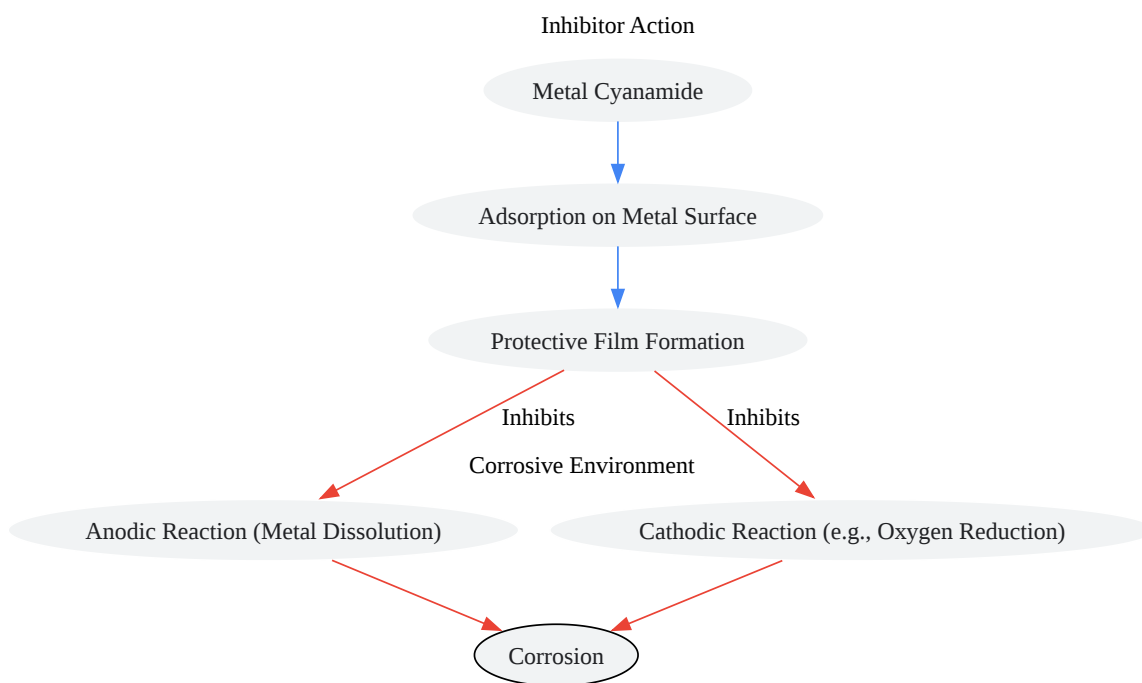 Inhibitor Action
Metal Cyanamide
Adsorption on Metal Surface
Protective Film Formation
Inhibits
Inhibits
Corrosive Environment
Anodic Reaction (Metal Dissolution)
Cathodic Reaction (e.g., Oxygen Reduction)
Corrosion